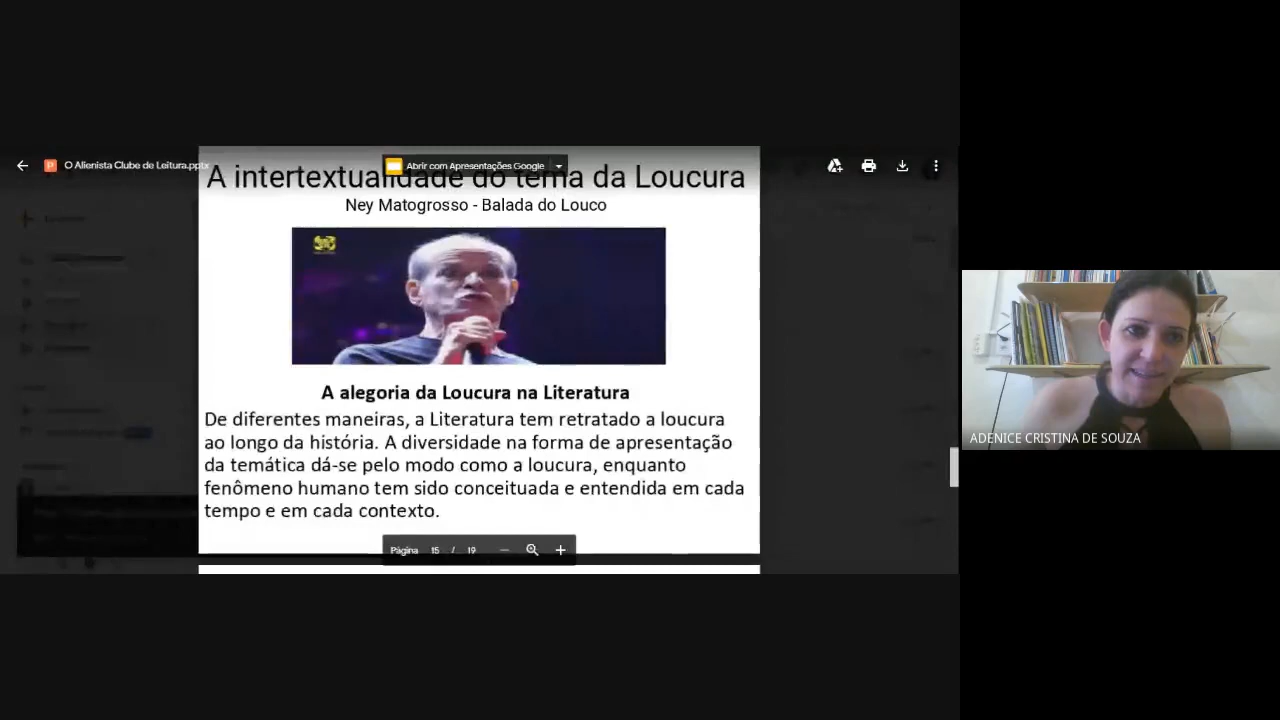 O Alienista Clube de Leitura.pptx
Abrir com Apresentações Google
A intertextualidade do tema da Loucura
Ney Matogrosso - Balada do Louco
A alegoria da Loucura na Literatura
De diferentes maneiras, a Literatura tem retratado a loucura
ao longo da história. A diversidade na forma de apresentação
da temática dá-se pelo modo como a loucura, enquanto
fenômeno humano tem sido conceituada e entendida em cada
tempo e em cada contexto.
Página 15 / 19
ADENICE CRISTINA DE SOUZA